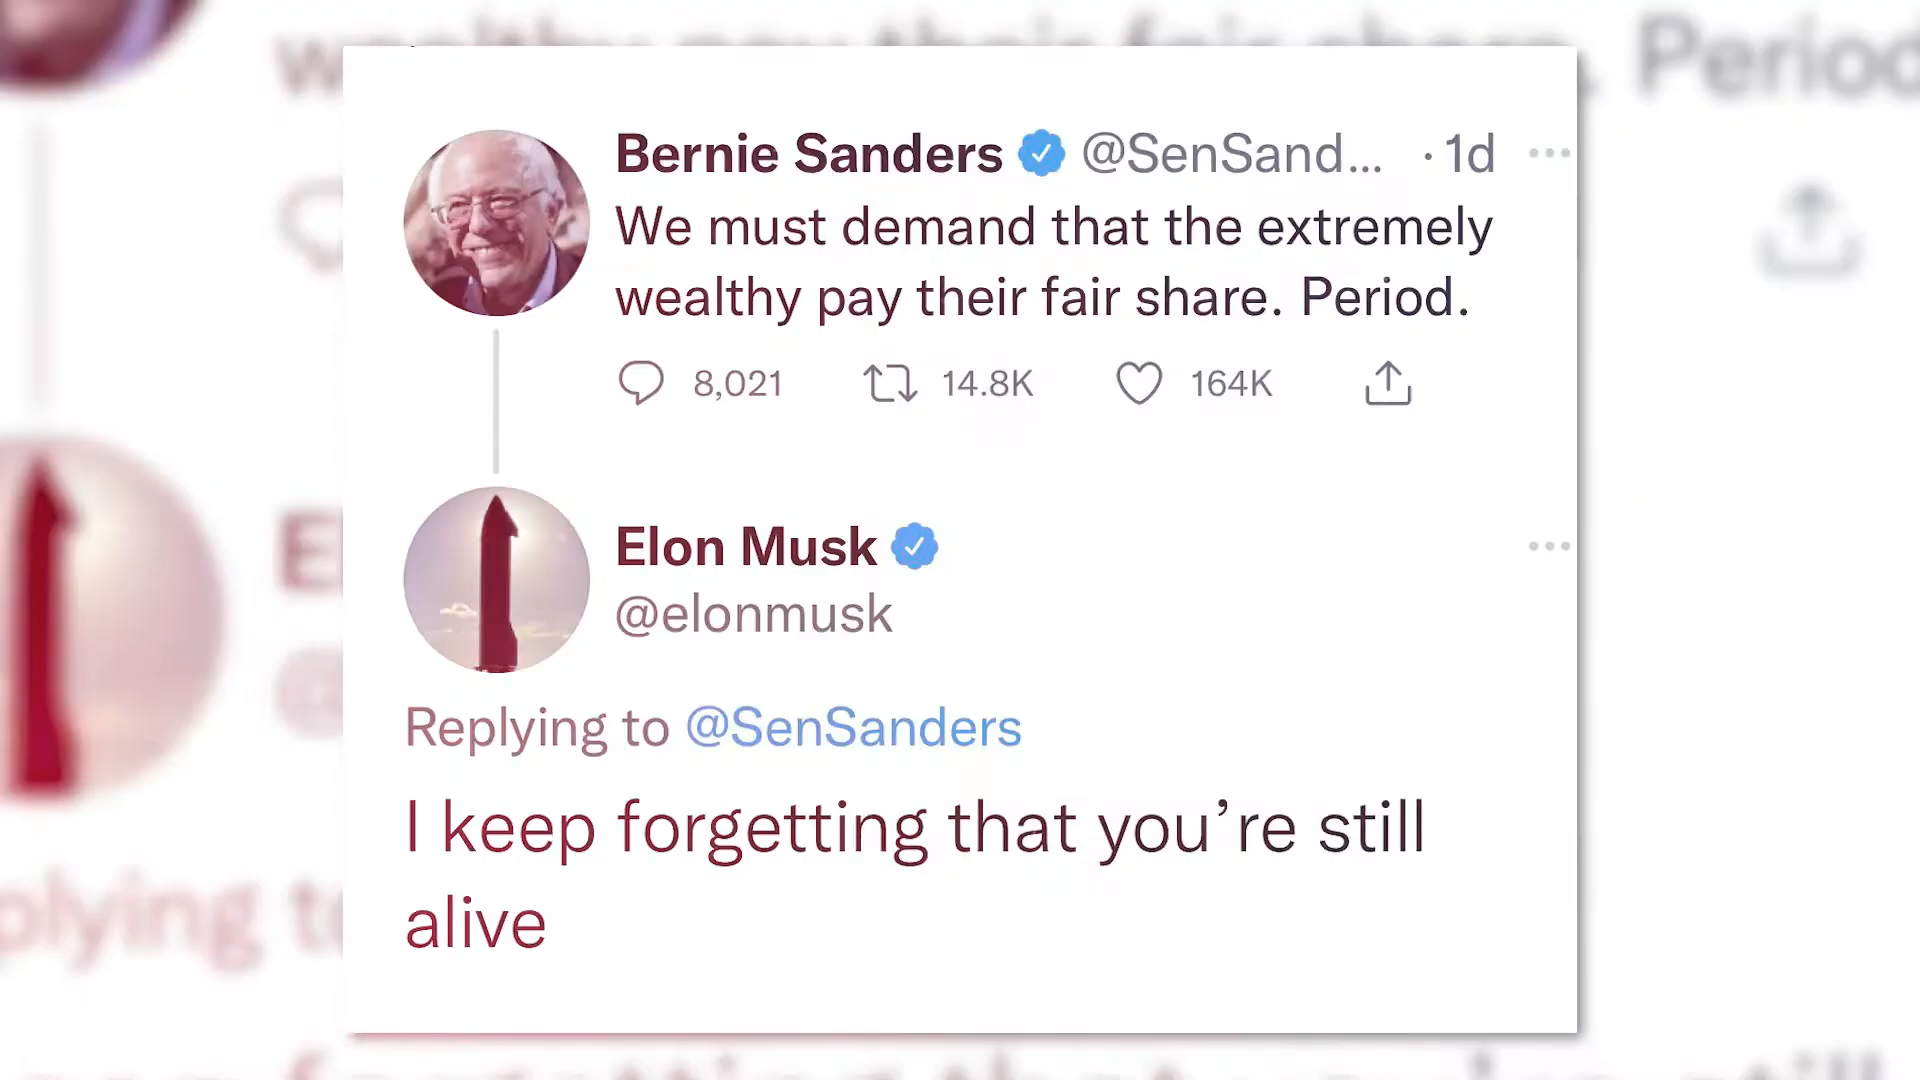 Bernie Sanders @SenSand... · 1d
We must demand that the extremely
wealthy pay their fair share. Period.
8,021 14.8K 164K
Elon Musk
@elonmusk
Replying to @SenSanders
I keep forgetting that you’re still
alive